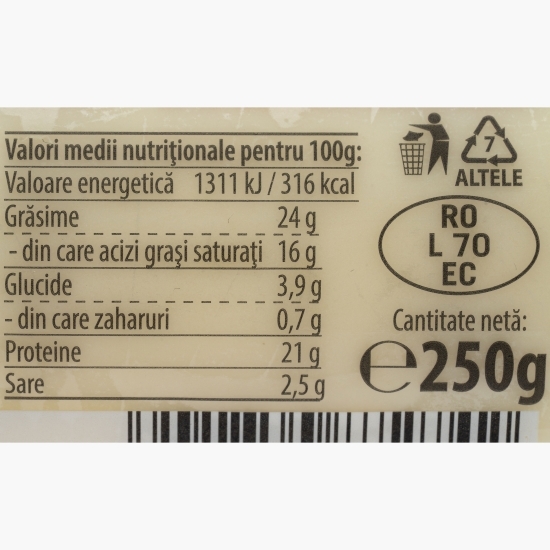 Valori medii nutriţionale pentru 100g:
Valoare energetică 1311 kJ / 316 kcal
Grăsime 24 g
- din care acizi graşi saturaţi 16 g
Glucide 3,9 g
- din care zaharuri 0,7 g
Proteine 21 g
Sare 2,5 g
7
ALTELE
RO
L 70
EC
Cantitate netă:
℮250g